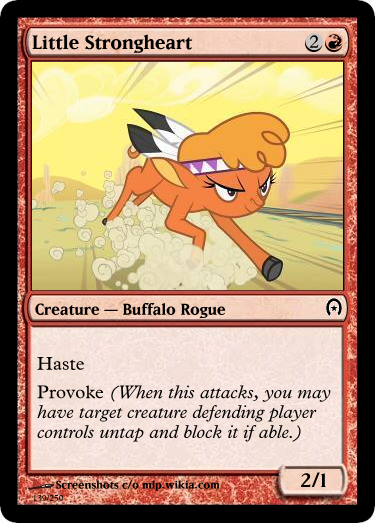 Little Strongheart 2
Creature — Buffalo Rogue
Haste
Provoke (When this attacks, you may
have target creature defending player
controls untap and block it if able.)
Screenshots c/o mlp.wikia.com
139/250
2/1